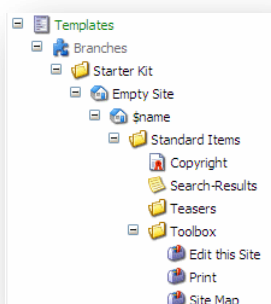 Templates
Branches
Starter Kit
Empty Site
$name
Standard Items
Copyright
Search-Results
Teasers
Toolbox
Edit this Site
Print
Site Map